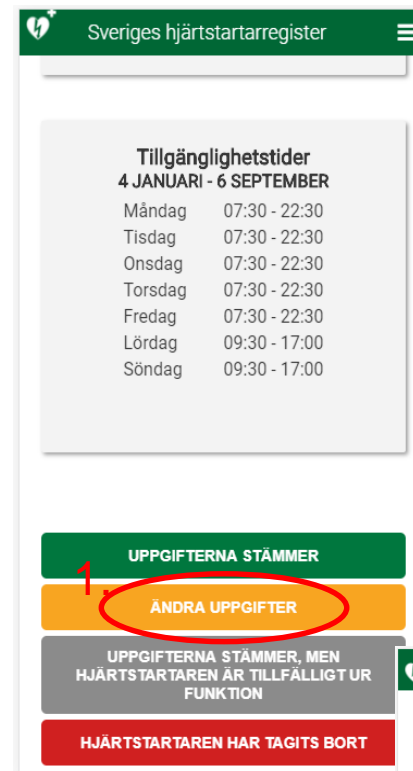 Sveriges hjärtstartarregister
Tillgänglighetstider
4 JANUARI - 6 SEPTEMBER
Måndag 07:30 - 22:30
Tisdag 07:30 - 22:30
Onsdag 07:30 - 22:30
Torsdag 07:30 - 22:30
Fredag 07:30 - 22:30
Lördag 09:30 - 17:00
Söndag 09:30 - 17:00
UPPGIFTERNA STÄMMER
1.
ÄNDRA UPPGIFTER
UPPGIFTERNA STÄMMER, MEN
HJÄRTSTARTAREN ÄR TILLFÄLLIGT UR
FUNKTION
HJÄRTSTARTAREN HAR TAGITS BORT